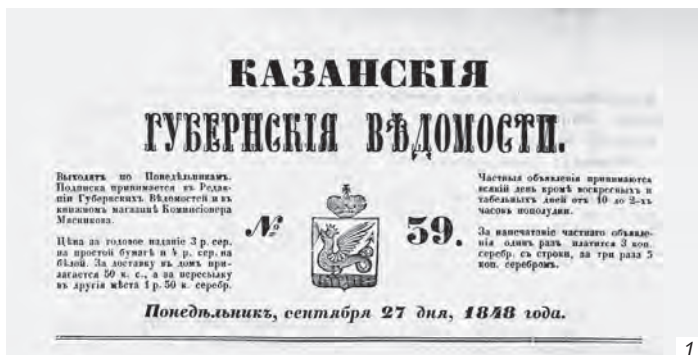 КАЗАНСКІЯ
ГУБЕРНСКІЯ ВѢДОМОСТИ.
Выходятъ по Понедѣльникамъ.
Подписка принимается въ Редак-
ціи Губернскихъ Вѣдомостей и въ
книжномъ магазинѣ Коммисіонера
Мясникова.
Цѣна за годовое изданіе 3 р. сер.
на простой бумагѣ и 4 р. сер. на
бѣлой. За доставку въ домъ при-
лагается 50 к. с., а за пересылку
въ другія мѣста 1 р. 50 к. серебр.
№ 39.
Частныя объявленія принимаются
всякій день кромѣ воскресныхъ и
табельныхъ дней отъ 10 до 2-хъ
часовъ пополудни.
За напечатаніе частнаго объявле-
нія одинъ разъ платится 3 коп.
серебр. съ строки, за три раза 5
коп. серебромъ.
Понедѣльникъ, сентября 27 дня, 1848 года.
1